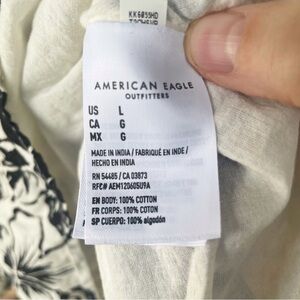 KK6055HD
AMERICAN EAGLE
OUTFITTERS
US L
CA G
MX G
MADE IN INDIA / FABRIQUÉ EN INDE /
HECHO EN INDIA
RN 54485 / CA 03873
RFC# AEM120605U9A
EN BODY: 100% COTTON
FR CORPS: 100% COTON
SP CUERPO: 100% algodón